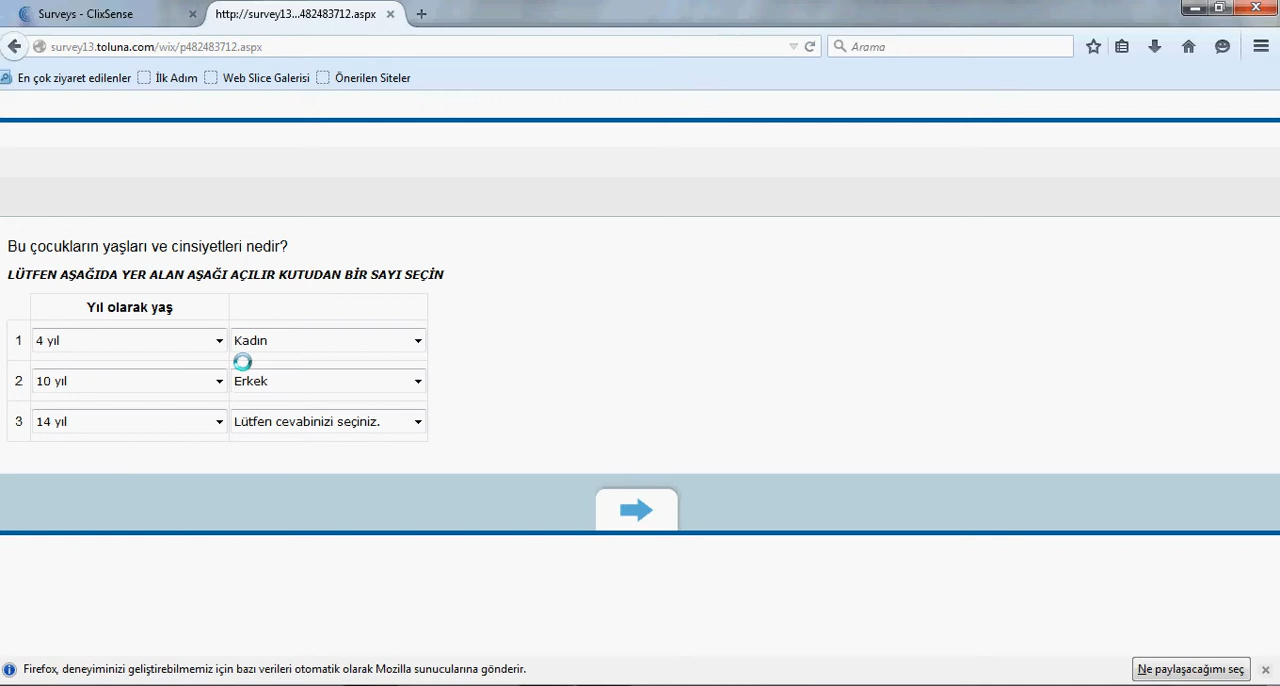 Surveys - ClixSense
http://survey13...482483712.aspx
survey13.toluna.com/wix/p482483712.aspx
Arama
En çok ziyaret edilenler İlk Adım Web Slice Galerisi Önerilen Siteler
Bu çocukların yaşları ve cinsiyetleri nedir?
LÜTFEN AŞAĞIDA YER ALAN AŞAĞI AÇILIR KUTUDAN BİR SAYI SEÇİN
Yıl olarak yaş
1 4 yıl Kadın
2 10 yıl Erkek
3 14 yıl Lütfen cevabinizi seçiniz.
Firefox, deneyiminizi geliştirebilmemiz için bazı verileri otomatik olarak Mozilla sunucularına gönderir.
Ne paylaşacağımı seç